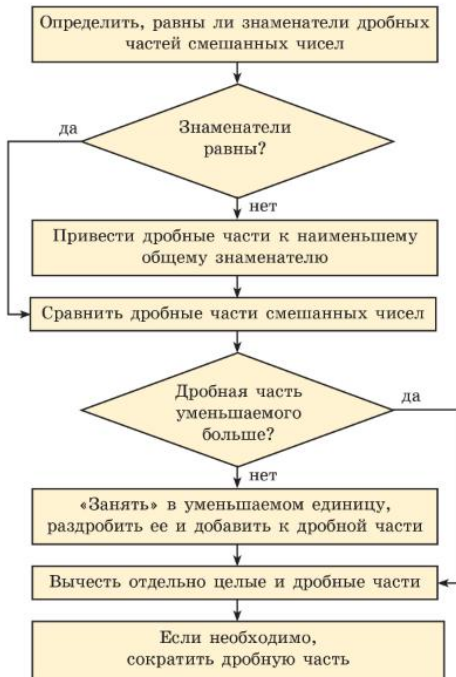 Определить, равны ли знаменатели дробных
частей смешанных чисел
да
Знаменатели
равны?
нет
Привести дробные части к наименьшему
общему знаменателю
Сравнить дробные части смешанных чисел
Дробная часть
уменьшаемого
больше?
да
нет
«Занять» в уменьшаемом единицу,
раздробить ее и добавить к дробной части
Вычесть отдельно целые и дробные части
Если необходимо,
сократить дробную часть